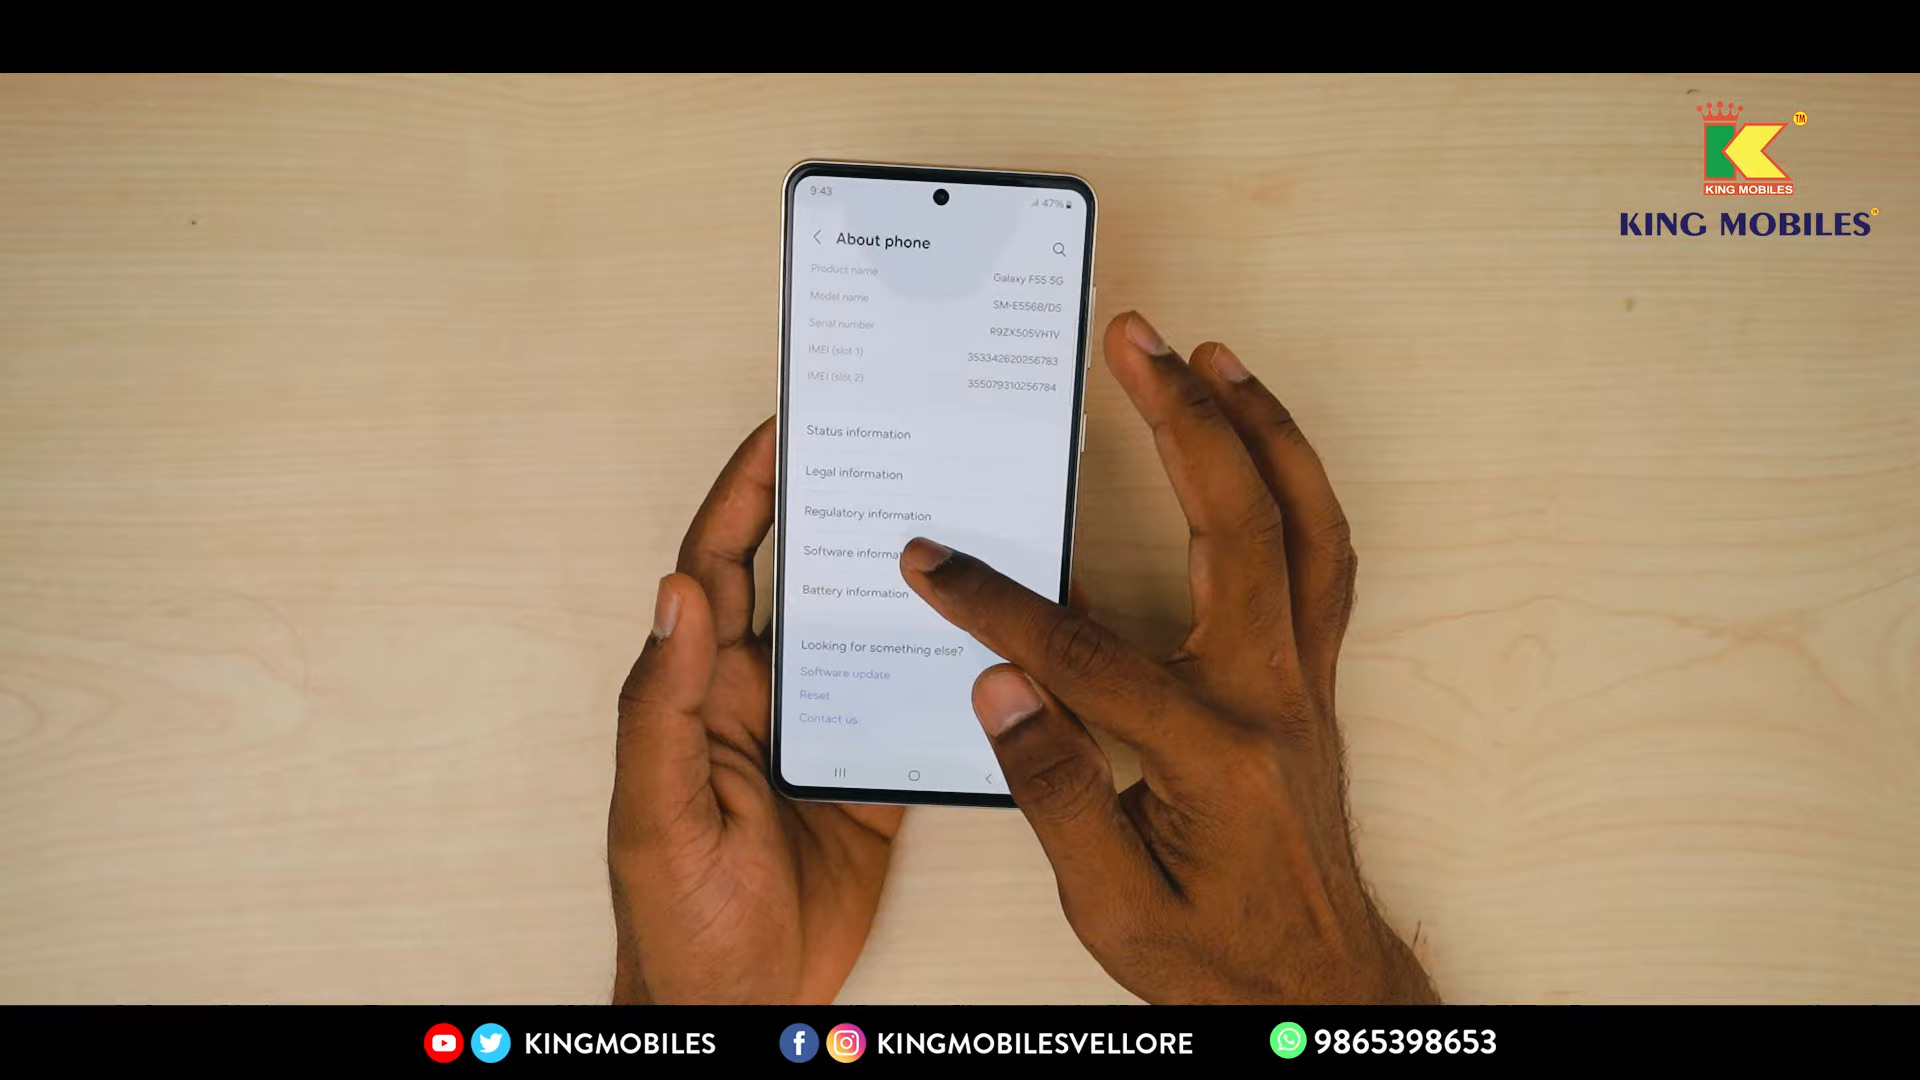 TM
KING MOBILES
KING MOBILES
9:43
47%
About phone
Product name
Galaxy F55 5G
Model name
SM-E556B/DS
Serial number
R9ZX505VH1V
IMEI (slot 1)
353342620256783
IMEI (slot 2)
355079310256784
Status information
Legal information
Regulatory information
Software informa
Battery information
Looking for something else?
Software update
Reset
Contact us
KINGMOBILES
KINGMOBILESVELLORE
9865398653